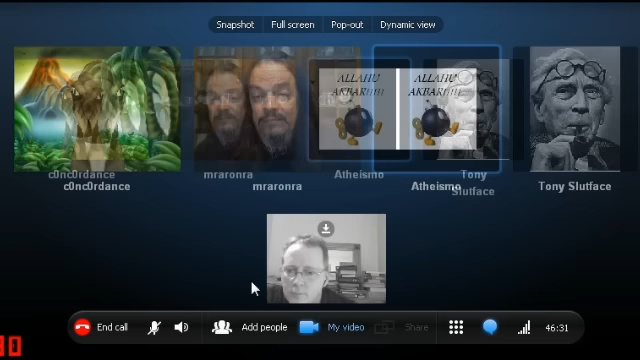 Snapshot Full screen Pop-out Dynamic view
ALLAHU ALLAHU
AKBAR!!!!! AKBAR!!!!!
c0nc0rdance mraronra Atheismo Tony
Slutface
c0nc0rdance mraronra Atheismo Tony Slutface
End call Add people My video Share 46:31